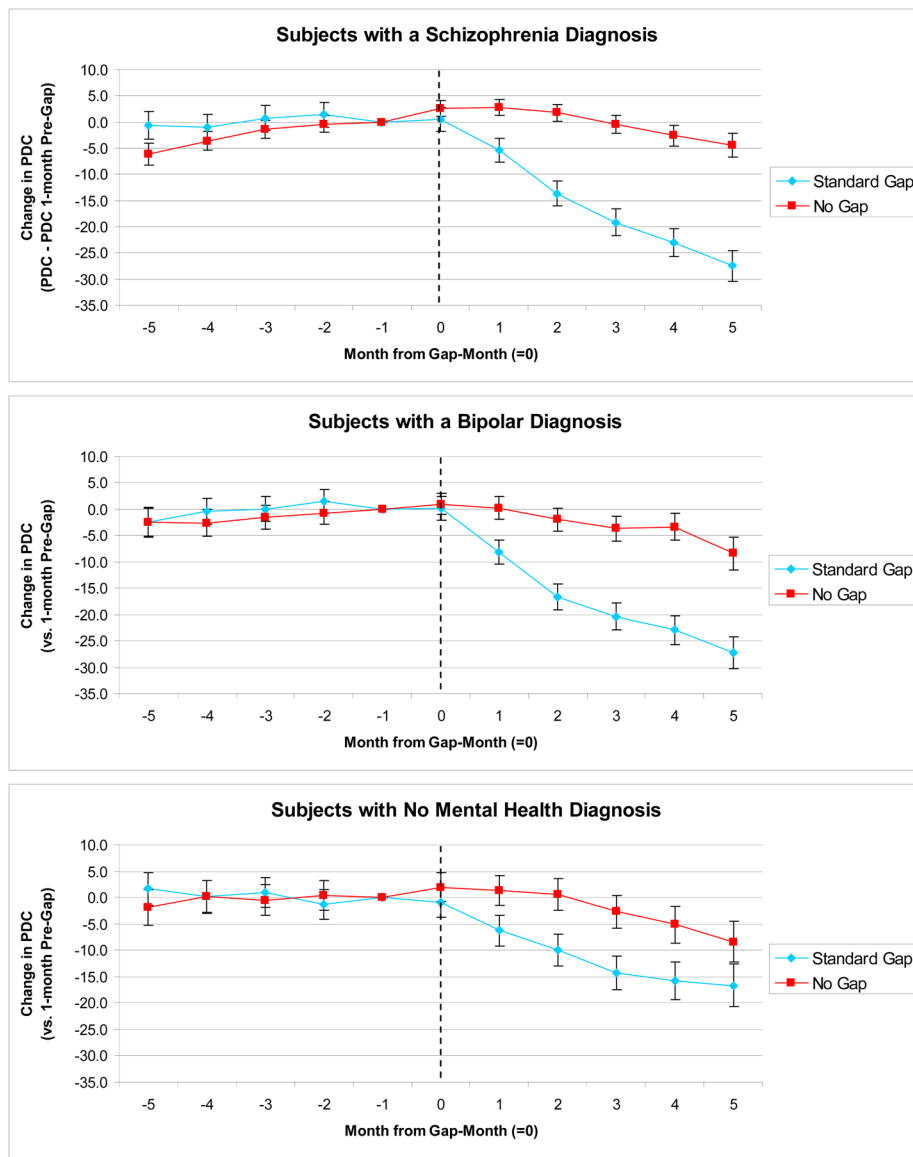 Subjects with a Schizophrenia Diagnosis
Change in PDC
(PDC - PDC 1-month Pre-Gap)
10.0
5.0
0.0
-5.0
-10.0
-15.0
-20.0
-25.0
-30.0
-35.0
-5 -4 -3 -2 -1 0 1 2 3 4 5
Month from Gap-Month (=0)
Standard Gap
No Gap
Subjects with a Bipolar Diagnosis
Change in PDC
(vs. 1-month Pre-Gap)
10.0
5.0
0.0
-5.0
-10.0
-15.0
-20.0
-25.0
-30.0
-35.0
-5 -4 -3 -2 -1 0 1 2 3 4 5
Month from Gap-Month (=0)
Standard Gap
No Gap
Subjects with No Mental Health Diagnosis
Change in PDC
(vs. 1-month Pre-Gap)
10.0
5.0
0.0
-5.0
-10.0
-15.0
-20.0
-25.0
-30.0
-35.0
-5 -4 -3 -2 -1 0 1 2 3 4 5
Month from Gap-Month (=0)
Standard Gap
No Gap